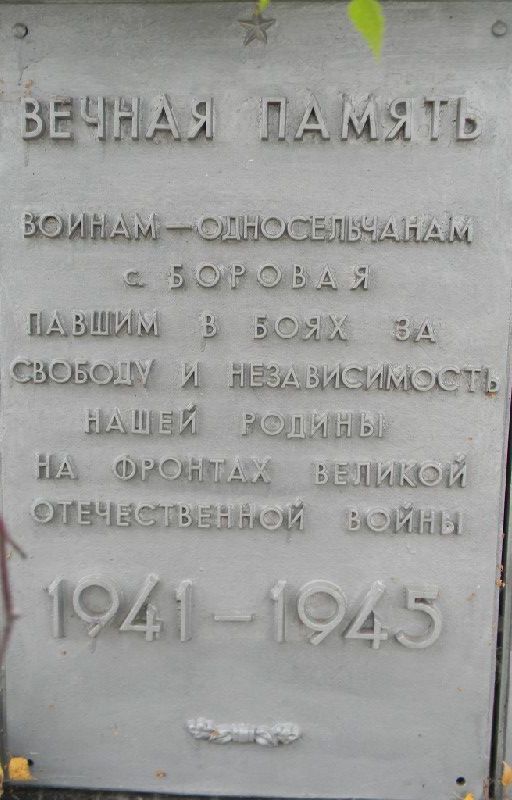 ВЕЧНАЯ ПАМЯТЬ
ВОИНАМ – ОДНОСЕЛЬЧАНАМ
с. БОРОВАЯ
ПАВШИМ В БОЯХ ЗА
СВОБОДУ И НЕЗАВИСИМОСТЬ
НАШЕЙ РОДИНЫ
НА ФРОНТАХ ВЕЛИКОЙ
ОТЕЧЕСТВЕННОЙ ВОЙНЫ
1941 – 1945